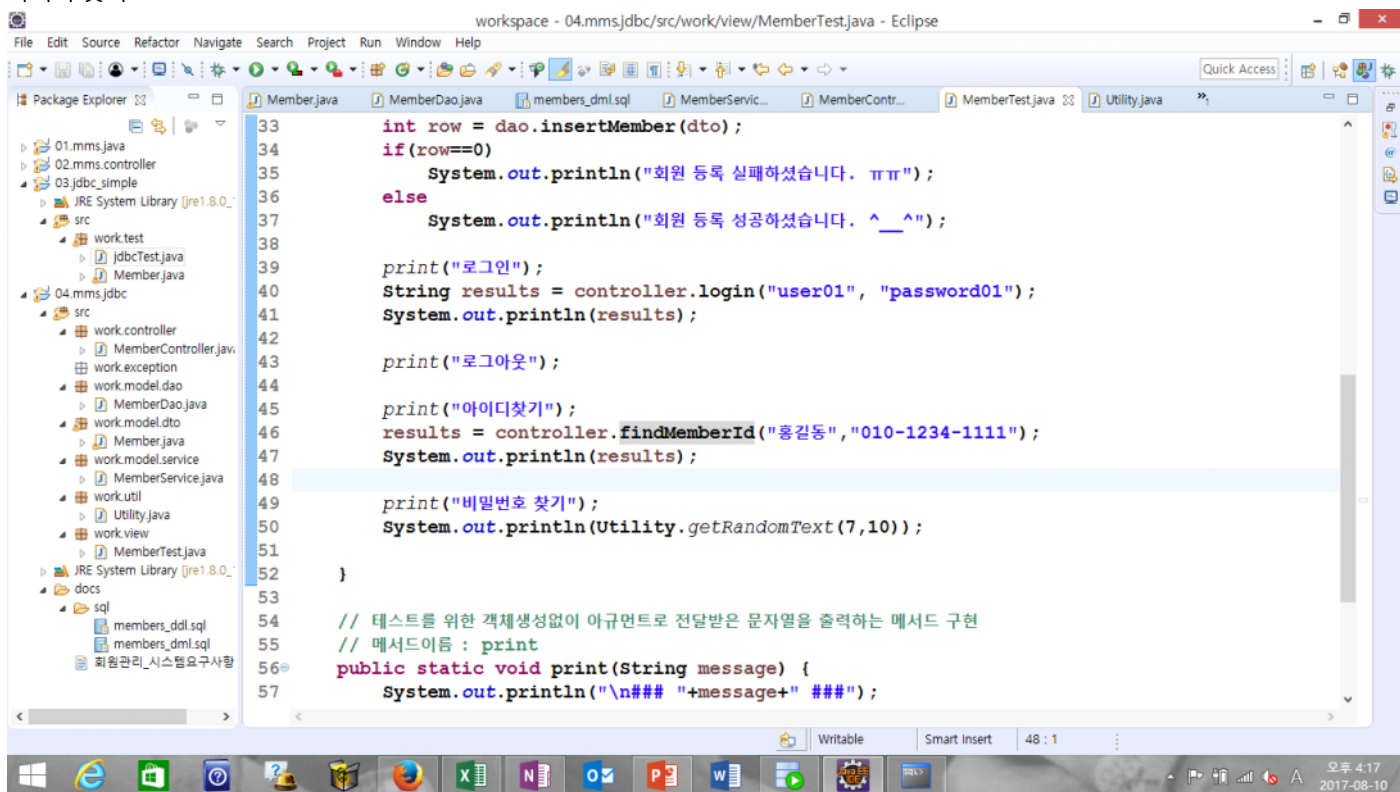 workspace - 04.mms.jdbc/src/work/view/MemberTest.java - Eclipse
File Edit Source Refactor Navigate Search Project Run Window Help
Quick Access
Package Explorer
Member.java MemberDao.java members_dml.sql MemberServic... MemberContr... MemberTest.java Utility.java
01.mms.java
02.mms.controller
03.jdbc_simple
JRE System Library [jre1.8.0_
src
work.test
jdbcTest.java
Member.java
04.mms.jdbc
src
work.controller
MemberController.java
work.exception
work.model.dao
MemberDao.java
work.model.dto
Member.java
work.model.service
MemberService.java
work.util
Utility.java
work.view
MemberTest.java
JRE System Library [jre1.8.0_
docs
sql
members_ddl.sql
members_dml.sql
회원관리_시스템요구사항
33 int row = dao.insertMember(dto);
34 if(row==0)
35 System.out.println("회원 등록 실패하셨습니다. ㅠㅠ");
36 else
37 System.out.println("회원 등록 성공하셨습니다. ^__^");
38
39 print("로그인");
40 String results = controller.login("user01", "password01");
41 System.out.println(results);
42
43 print("로그아웃");
44
45 print("아이디찾기");
46 results = controller.findMemberId("홍길동","010-1234-1111");
47 System.out.println(results);
48
49 print("비밀번호 찾기");
50 System.out.println(Utility.getRandomText(7,10));
51
52 }
53
54 // 테스트를 위한 객체생성없이 아규먼트로 전달받은 문자열을 출력하는 메서드 구현
55 // 메서드이름 : print
56 public static void print(String message) {
57 System.out.println("\n### "+message+" ###");
Writable Smart Insert 48 : 1
A 오후 4:17
2017-08-10